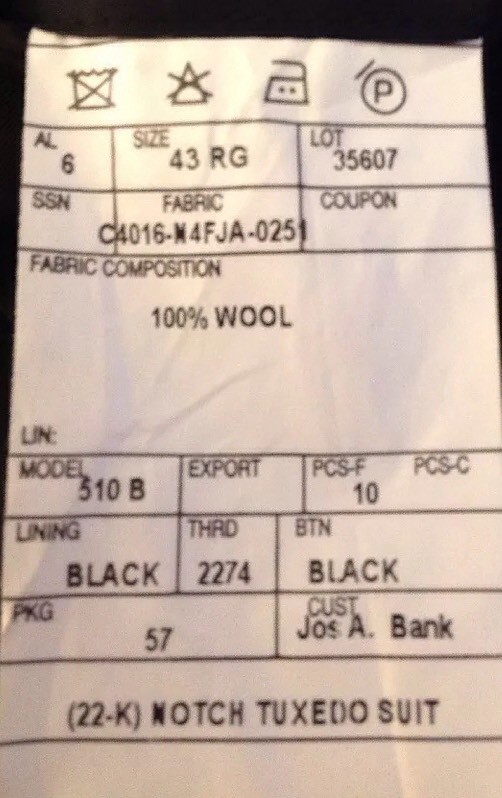 P
AL SIZE LOT
6 43 RG 35607
SSN FABRIC COUPON
C4016-M4FJA-0251
FABRIC COMPOSITION
100% WOOL
LIN:
MODEL EXPORT PCS-F PCS-C
510 B 10
LINING THRD BTN
BLACK 2274 BLACK
PKG CUST
57 Jos A. Bank
(22-K) NOTCH TUXEDO SUIT